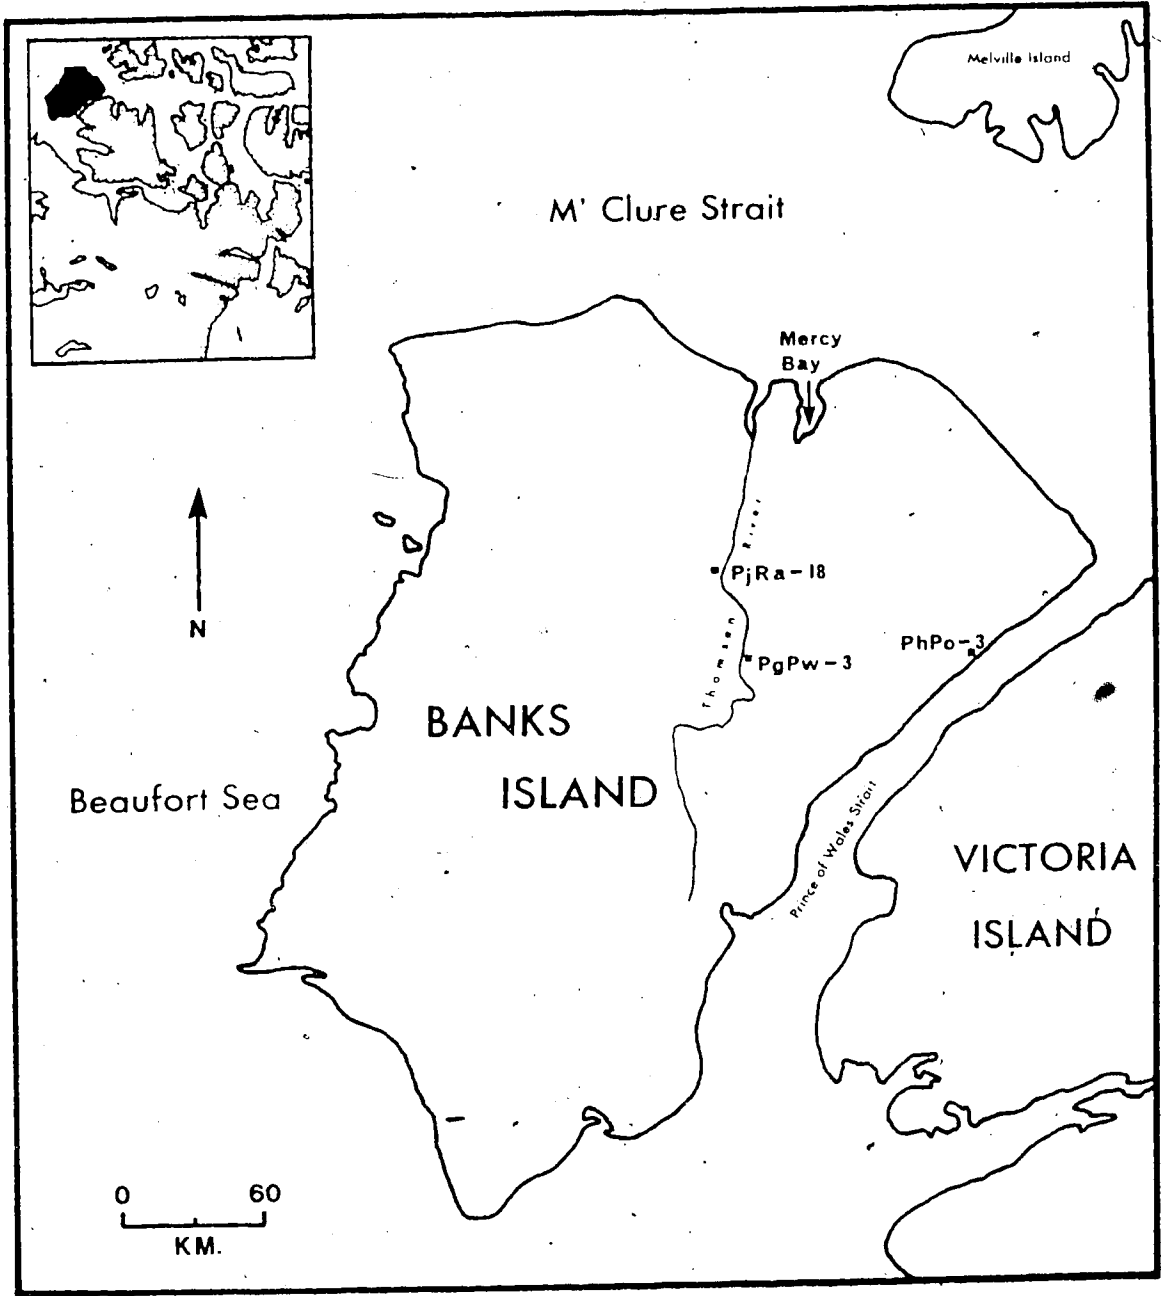 Melville Island
M' Clure Strait
Mercy
Bay
River
PjRa-18
N
Thomsen
PhPo-3
PgPw-3
BANKS
ISLAND
Beaufort Sea
Prince of Wales Strait
VICTORIA
ISLAND
0 60
KM.